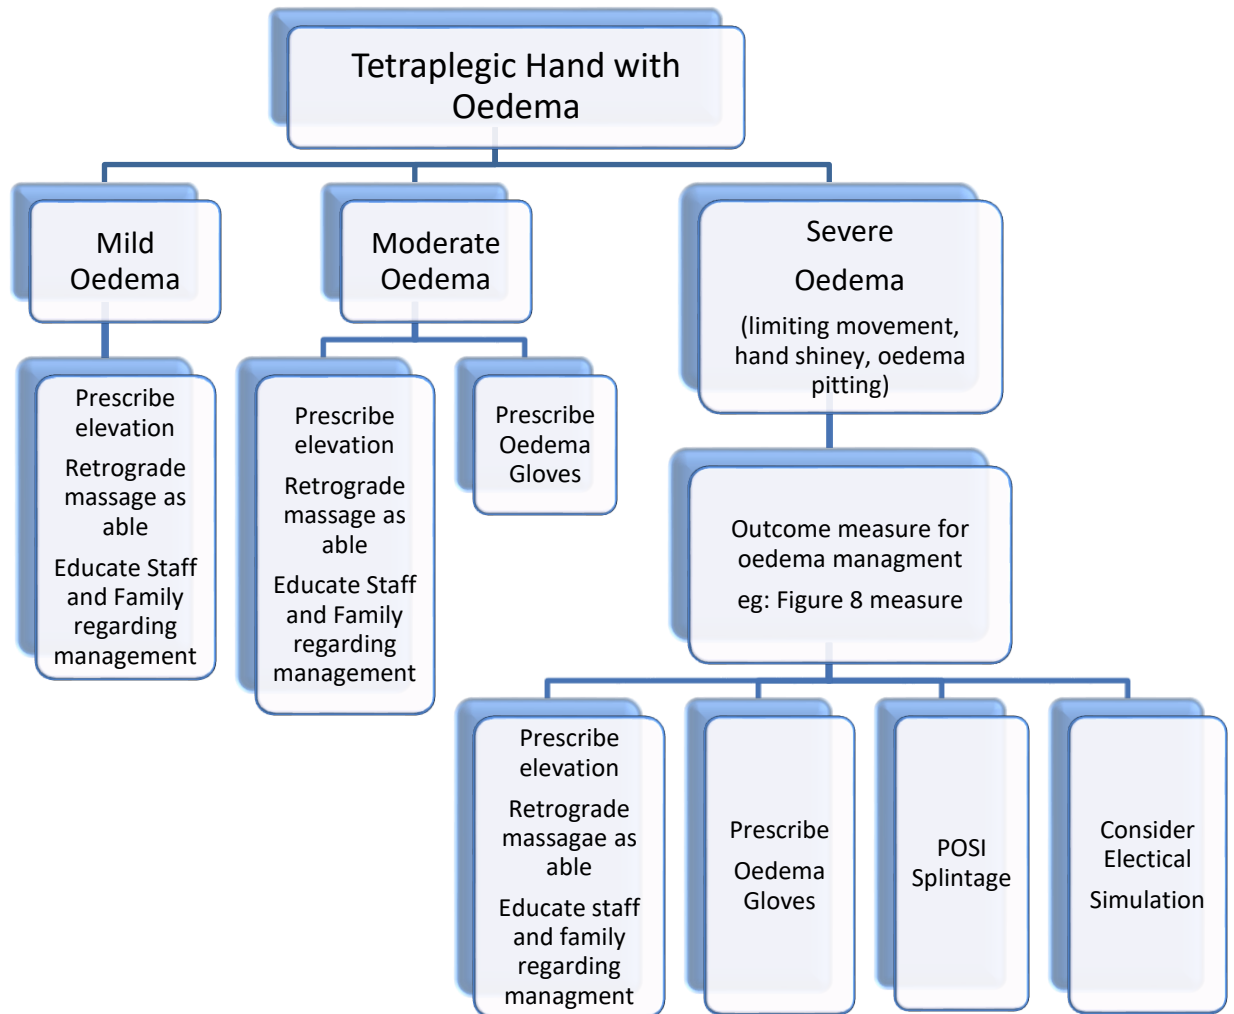 Tetraplegic Hand with
Oedema
Mild
Oedema
Moderate
Oedema
Severe
Oedema
(limiting movement,
hand shiney, oedema
pitting)
Prescribe
elevation
Retrograde
massage as
able
Educate Staff
and Family
regarding
management
Prescribe
elevation
Retrograde
massage as
able
Educate Staff
and Family
regarding
management
Prescribe
Oedema
Gloves
Outcome measure for
oedema managment
eg: Figure 8 measure
Prescribe
elevation
Retrograde
massagae as
able
Educate staff
and family
regarding
managment
Prescribe
Oedema
Gloves
POSI
Splintage
Consider
Electical
Simulation